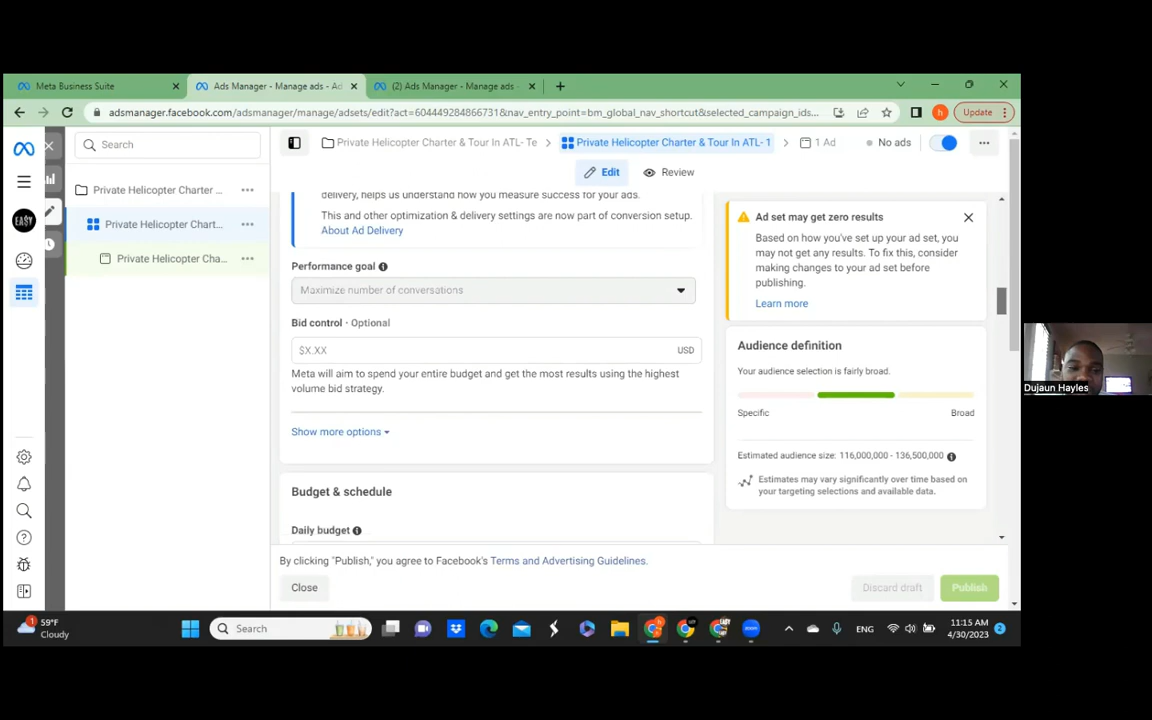 Meta Business Suite
Ads Manager - Manage ads - Ad
(2) Ads Manager - Manage ads -
adsmanager.facebook.com/adsmanager/manage/adsets/edit?act=604449284866731&nav_entry_point=bm_global_nav_shortcut&selected_campaign_ids...
Update
Search
Private Helicopter Charter & Tour In ATL- Te
Private Helicopter Charter & Tour In ATL- 1
1 Ad
No ads
Edit
Review
Private Helicopter Charter ...
Private Helicopter Chart...
Private Helicopter Cha...
EA$Y
delivery, helps us understand how you measure success for your ads.
This and other optimization & delivery settings are now part of conversion setup.
About Ad Delivery
Performance goal
Maximize number of conversations
Bid control · Optional
$X.XX
USD
Meta will aim to spend your entire budget and get the most results using the highest
volume bid strategy.
Show more options
Budget & schedule
Daily budget
Ad set may get zero results
Based on how you've set up your ad set, you
may not get any results. To fix this, consider
making changes to your ad set before
publishing.
Learn more
Audience definition
Your audience selection is fairly broad.
Specific
Broad
Estimated audience size: 116,000,000 - 136,500,000
Estimates may vary significantly over time based on
your targeting selections and available data.
By clicking "Publish," you agree to Facebook's Terms and Advertising Guidelines.
Close
Discard draft
Publish
Dujaun Hayles
1
59°F
Cloudy
Search
ENG
11:15 AM
4/30/2023
2